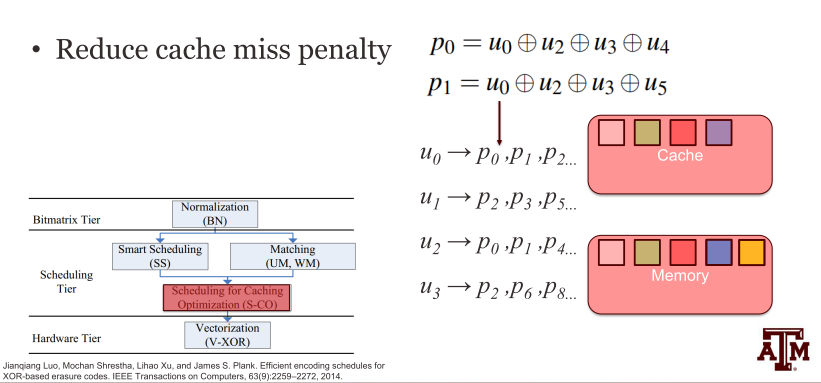 • Reduce cache miss penalty
p₀ = u₀ ⊕ u₂ ⊕ u₃ ⊕ u₄
p₁ = u₀ ⊕ u₂ ⊕ u₃ ⊕ u₅
u₀ → p₀ ,p₁ ,p₂...
u₁ → p₂ ,p₃ ,p₅...
u₂ → p₀ ,p₁ ,p₄...
u₃ → p₂ ,p₆ ,p₈...
Cache
Memory
Bitmatrix Tier
Normalization
(BN)
Scheduling
Tier
Smart Scheduling
(SS)
Matching
(UM, WM)
Scheduling for Caching
Optimization (S-CO)
Hardware Tier
Vectorization
(V-XOR)
Jianqiang Luo, Mochan Shrestha, Lihao Xu, and James S. Plank. Efficient encoding schedules for
XOR-based erasure codes. IEEE Transactions on Computers, 63(9):2259–2272, 2014.
ATM